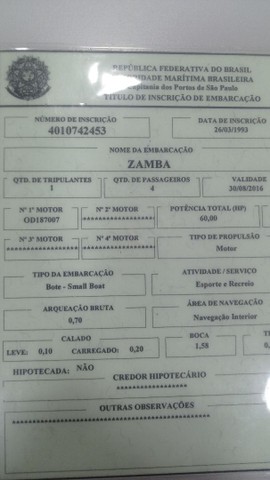 REPÚBLICA FEDERATIVA DO BRASIL
MARÍTIMA BRASILEIRA
Capitania dos Portos de São Paulo
TÍTULO DE INSCRIÇÃO DE EMBARCAÇÃO
NÚMERO DE INSCRIÇÃO
4010742453
DATA DE INSCRIÇÃO
26/03/1993
NOME DA EMBARCAÇÃO
ZAMBA
QTD. DE TRIPULANTES
1
QTD. DE PASSAGEIROS
4
VALIDADE
30/08/2016
Nº 1º MOTOR
OD187007
Nº 2º MOTOR
******************
POTÊNCIA TOTAL (HP)
60,00
Nº 3º MOTOR
******************
Nº 4º MOTOR
******************
TIPO DE PROPULSÃO
Motor
TIPO DA EMBARCAÇÃO
Bote - Small Boat
ATIVIDADE / SERVIÇO
Esporte e Recreio
ARQUEAÇÃO BRUTA
0,70
ÁREA DE NAVEGAÇÃO
Navegação Interior
CALADO
LEVE: 0,10 CARREGADO: 0,20
BOCA
1,58
HIPOTECADA: NÃO
CREDOR HIPOTECÁRIO
******************
OUTRAS OBSERVAÇÕES
**************************************************